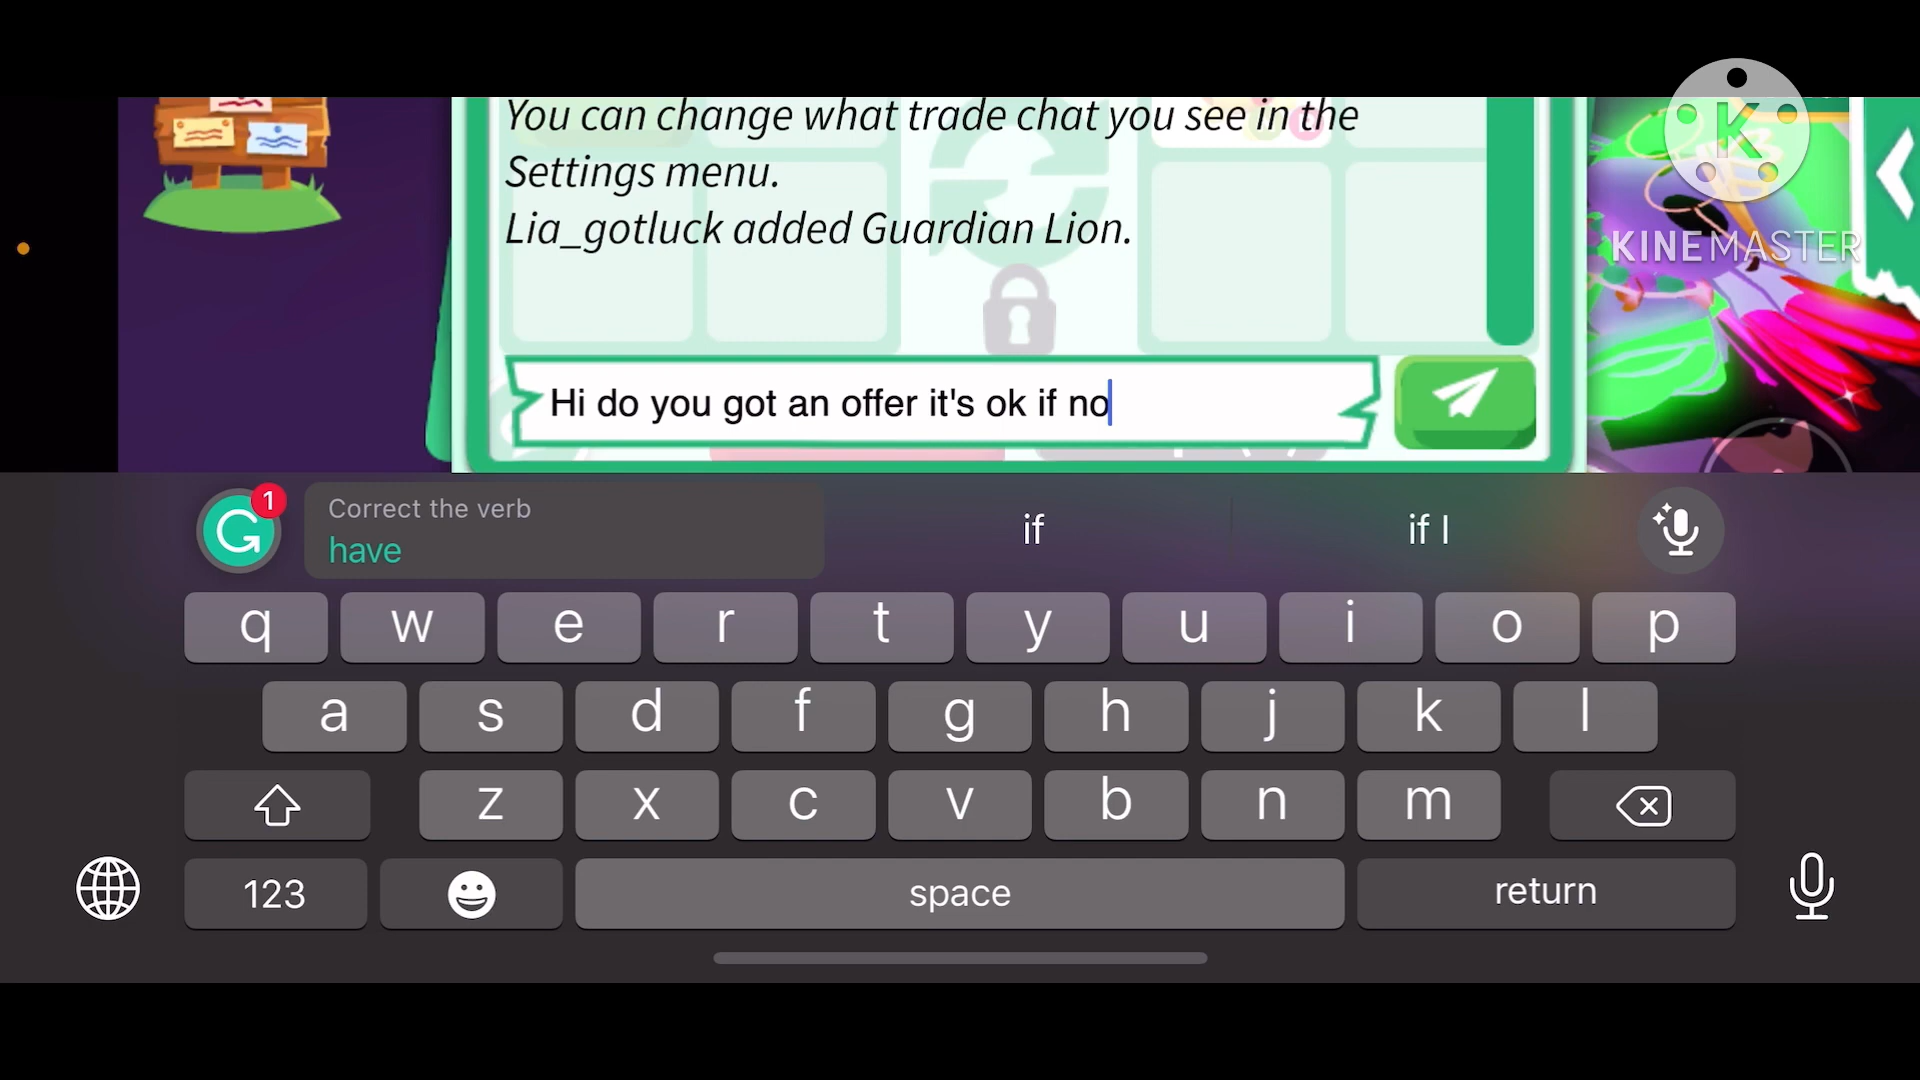 You can change what trade chat you see in the
Settings menu.
Lia_gotluck added Guardian Lion.
KINEMASTER
Hi do you got an offer it's ok if no
1
Correct the verb
have
if
if I
q w e r t y u i o p
a s d f g h j k l
z x c v b n m
123
space
return